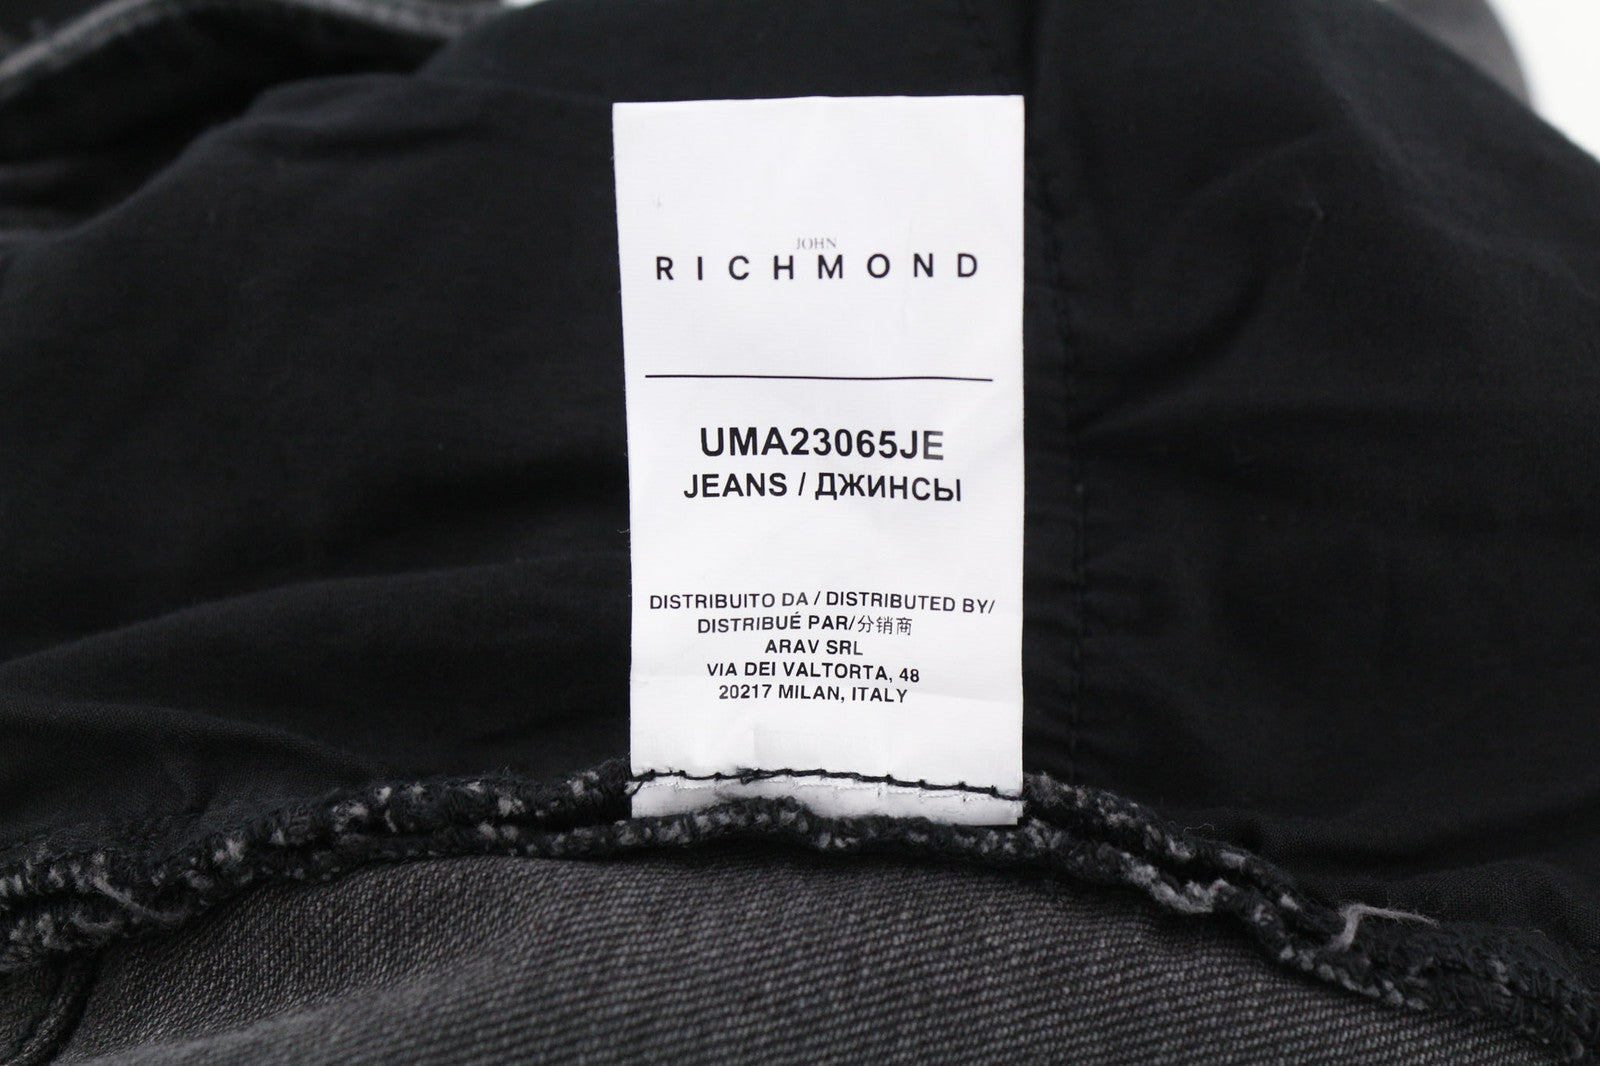 JOHN
RICHMOND
UMA23065JE
JEANS / ДЖИНСЫ
DISTRIBUITO DA / DISTRIBUTED BY/
DISTRIBUÉ PAR/分销商
ARAV SRL
VIA DEI VALTORTA, 48
20217 MILAN, ITALY